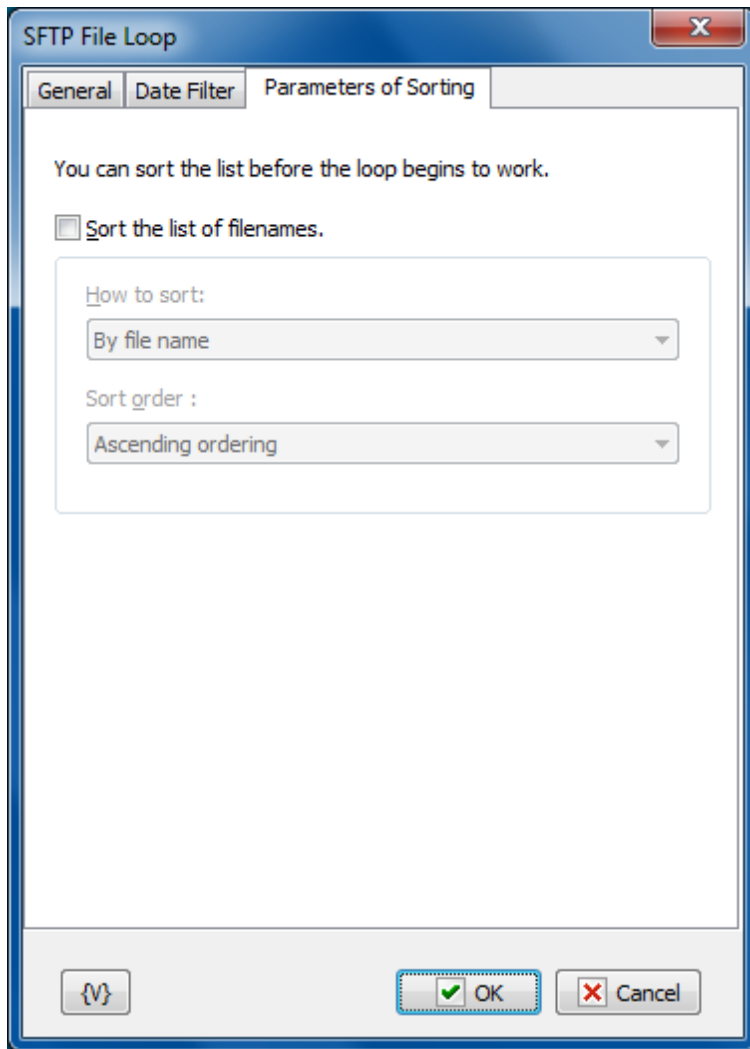 SFTP File Loop
General Date Filter Parameters of Sorting
You can sort the list before the loop begins to work.
Sort the list of filenames.
How to sort:
By file name
Sort order :
Ascending ordering
{V} OK Cancel